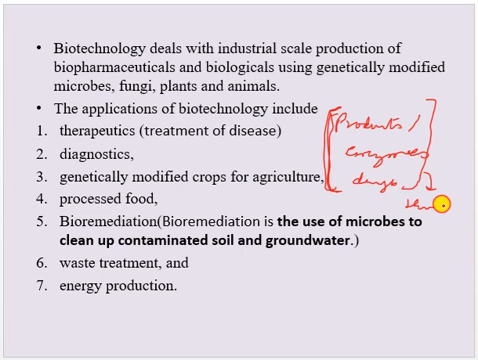 • Biotechnology deals with industrial scale production of
biopharmaceuticals and biologicals using genetically modified
microbes, fungi, plants and animals.
• The applications of biotechnology include
1. therapeutics (treatment of disease)
2. diagnostics,
3. genetically modified crops for agriculture,
4. processed food,
5. Bioremediation(Bioremediation is the use of microbes to
clean up contaminated soil and groundwater.)
6. waste treatment, and
7. energy production.
Products /
enzymes
drugs